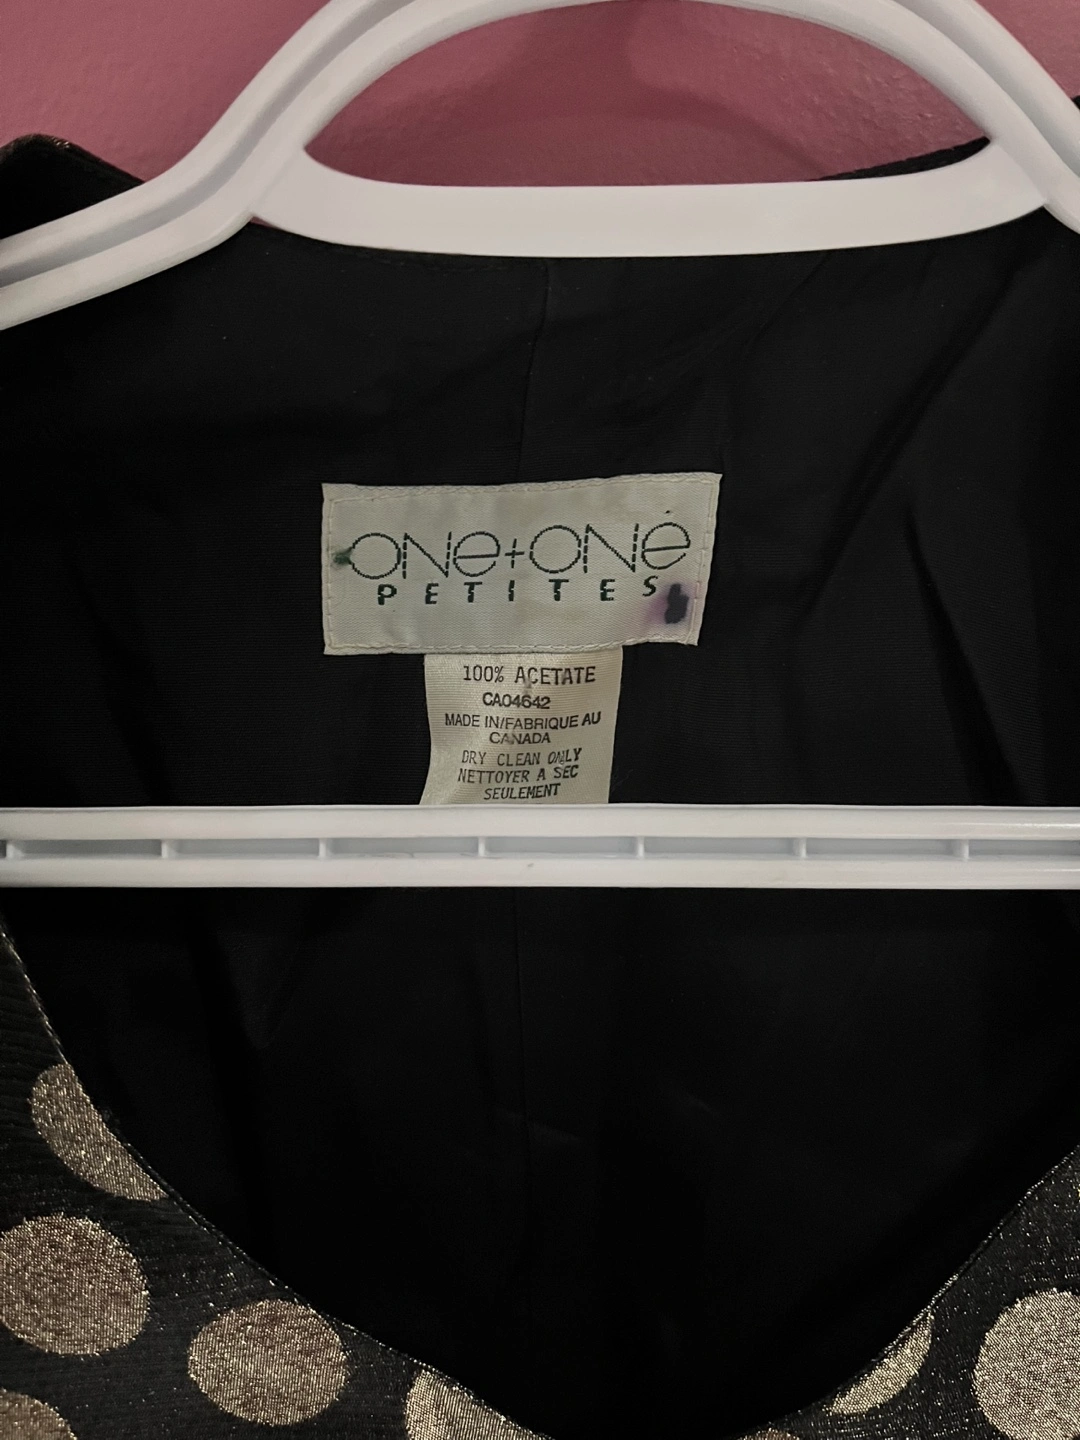 ONe+ONe
PETITES
100% ACETATE
CA04642
MADE IN/FABRIQUE AU
CANADA
DRY CLEAN ONLY
NETTOYER A SEC
SEULEMENT